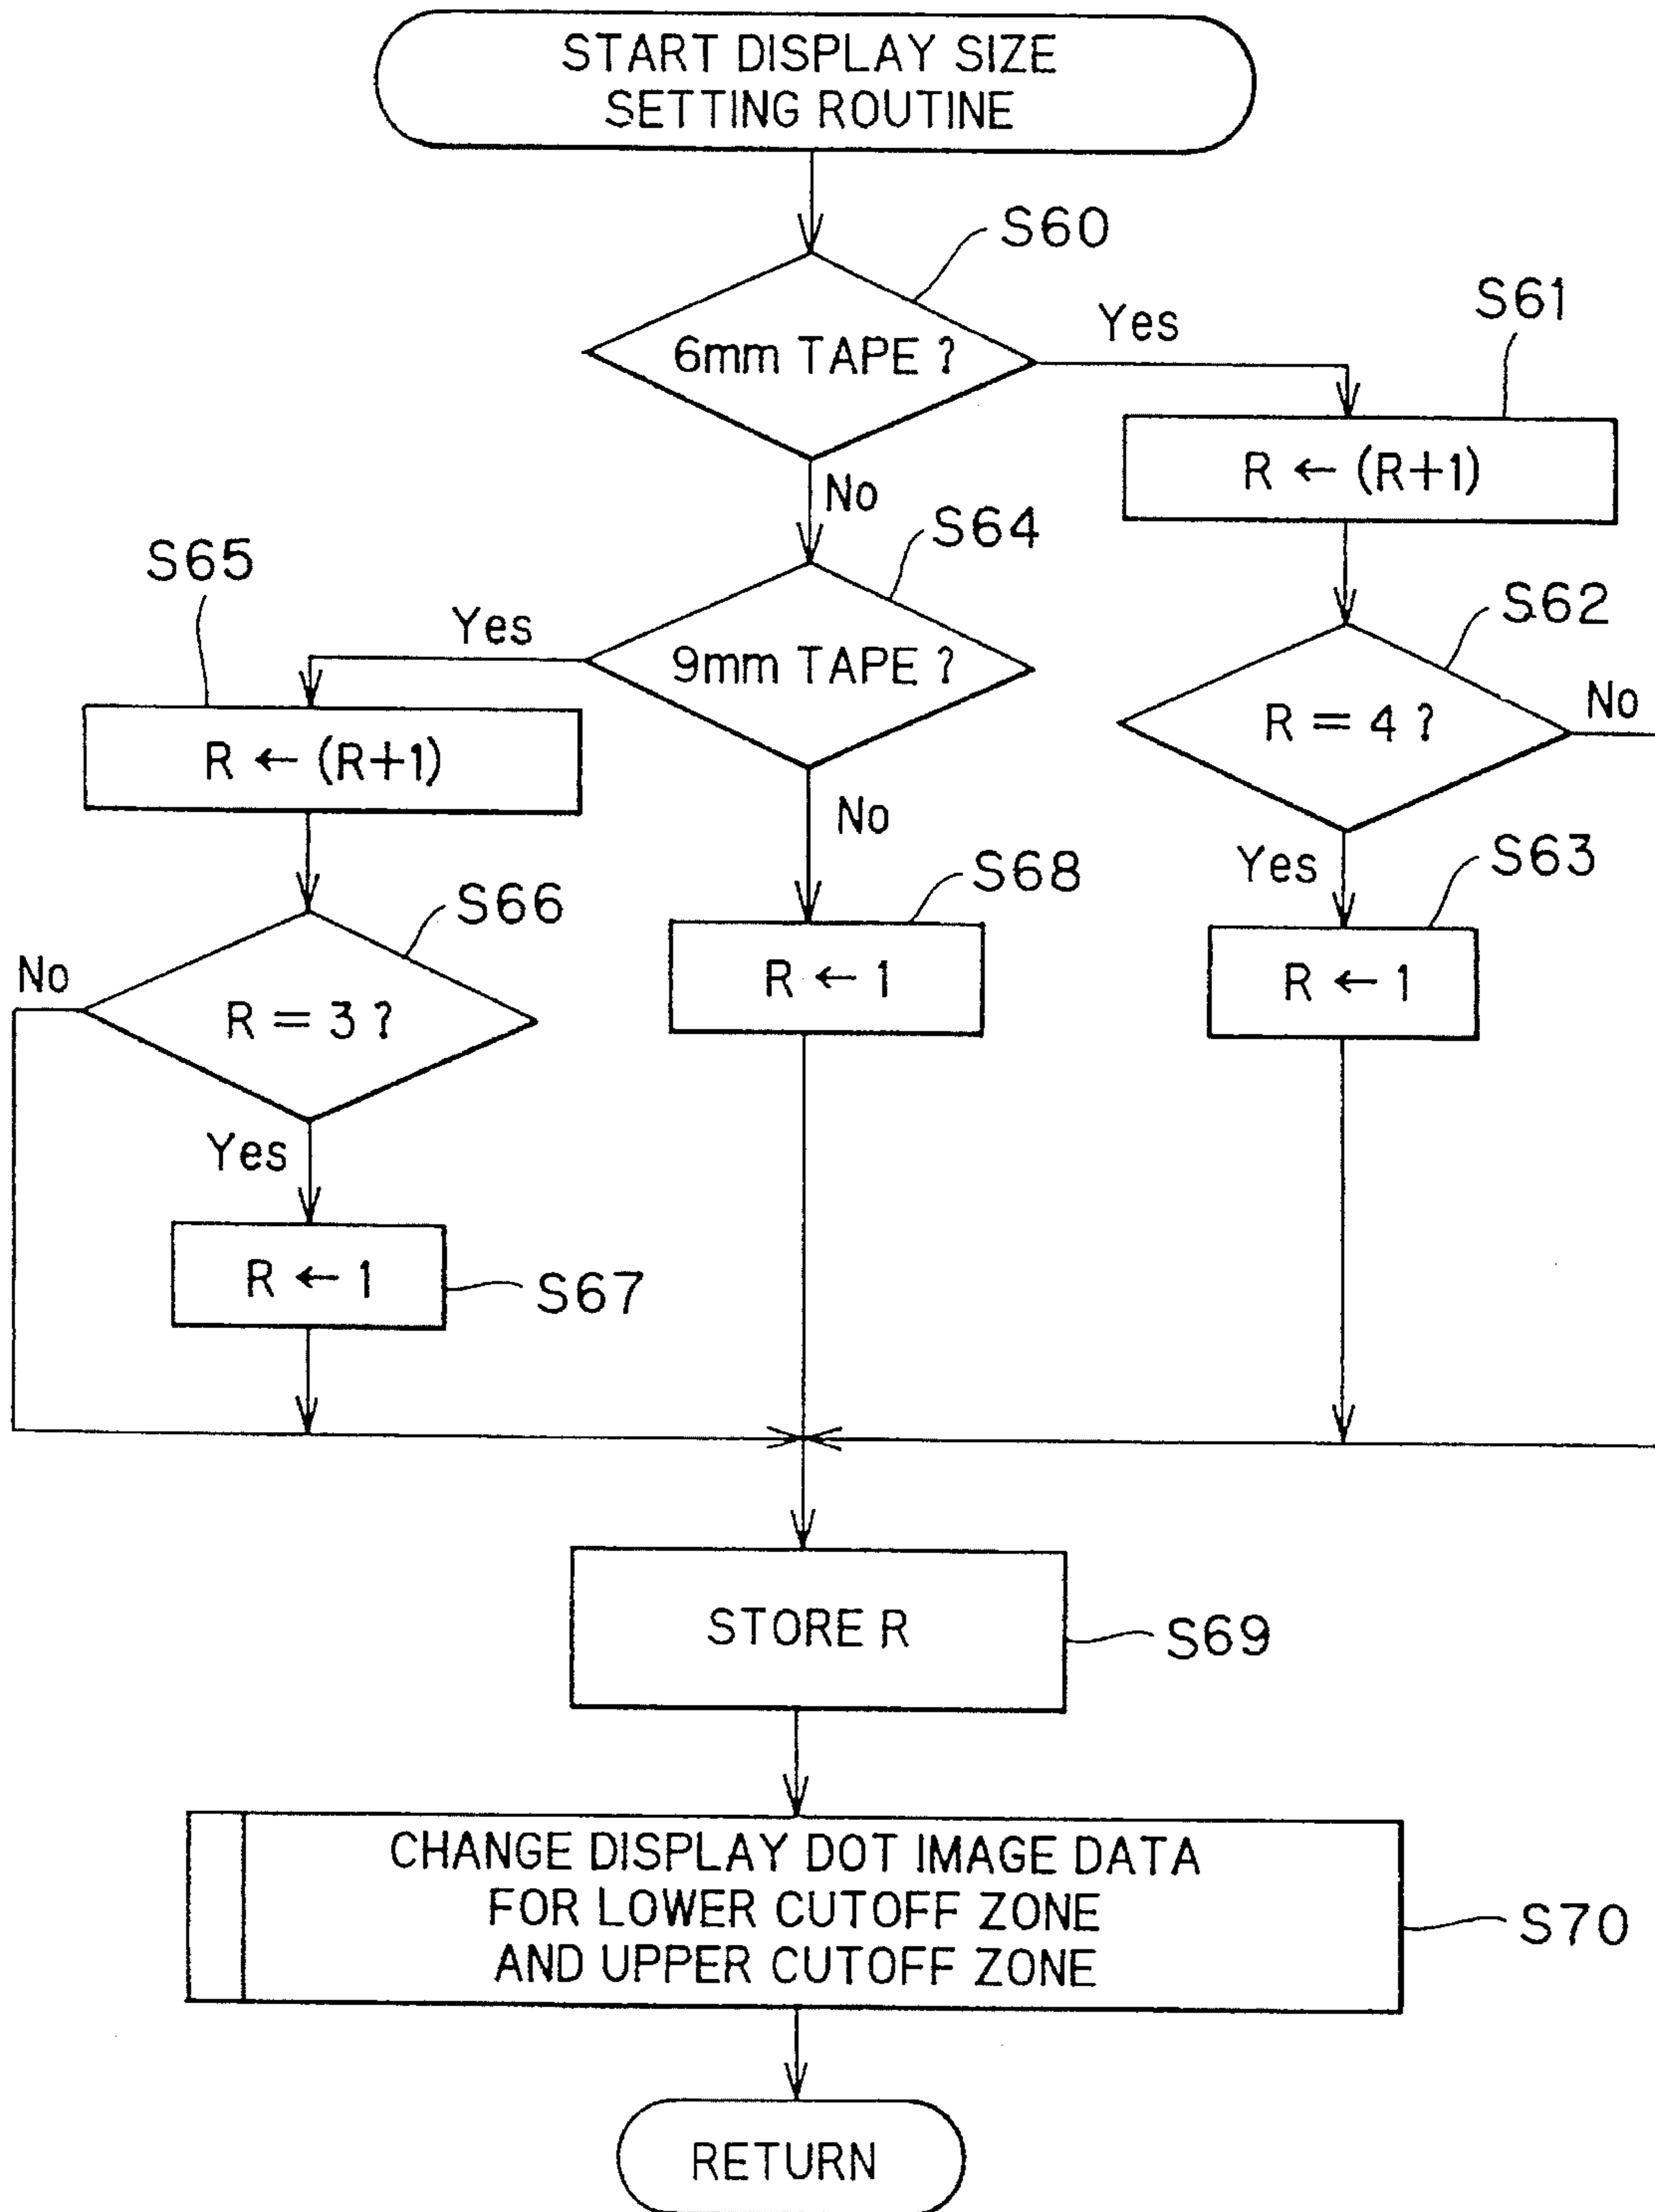 START DISPLAY SIZE
SETTING ROUTINE
S60
6mm TAPE ?
Yes
S61
R ← (R+1)
No
S64
S65
Yes
9mm TAPE ?
S62
R = 4 ?
No
R ← (R+1)
No
S68
Yes
S63
S66
No
R = 3 ?
R ← 1
R ← 1
Yes
R ← 1
S67
STORE R
S69
CHANGE DISPLAY DOT IMAGE DATA
FOR LOWER CUTOFF ZONE
AND UPPER CUTOFF ZONE
S70
RETURN